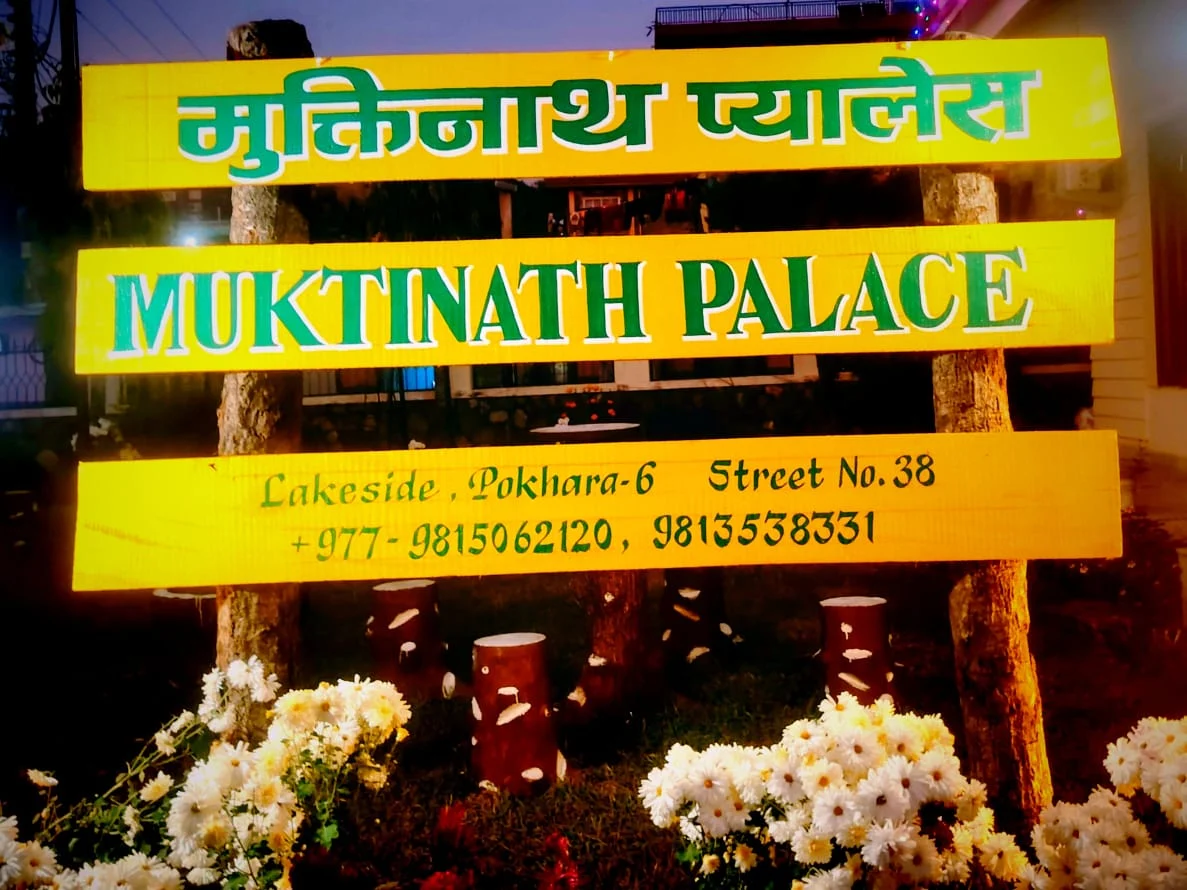 मुक्तिनाथ प्यालेस
MUKTINATH PALACE
Lakeside, Pokhara-6 Street No. 38
+977-9815062120, 9813538331